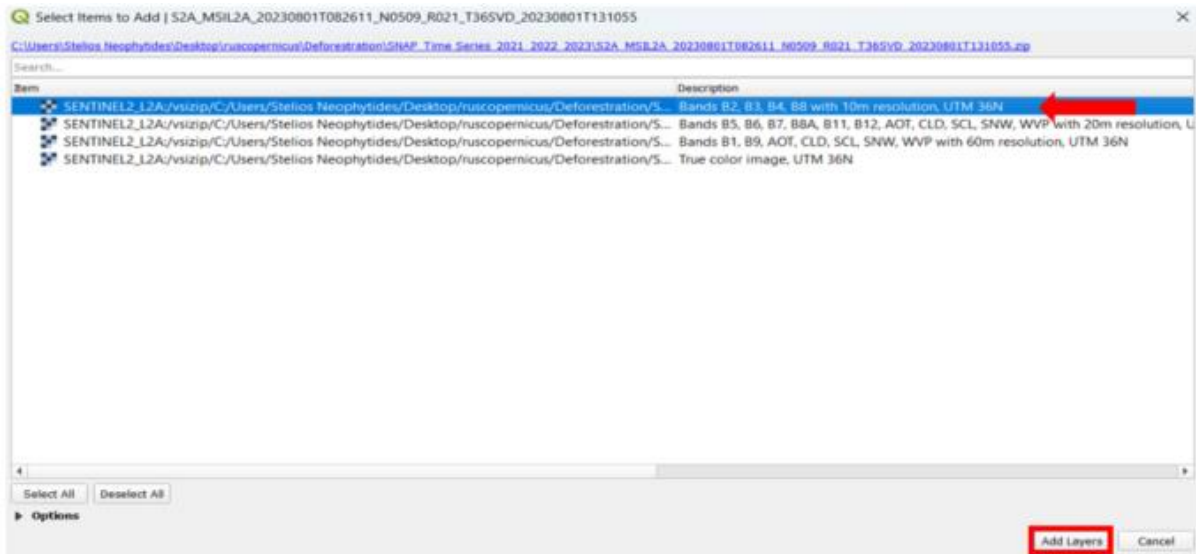 Select Items to Add | S2A_MSIL2A_20230801T082611_N0509_R021_T36SVD_20230801T131055
C:\Users\Stelios Neophytides\Desktop\ruscopernicus\Deforestration\SNAP_Time_Series_2021_2022_2023\S2A_MSIL2A_20230801T082611_N0509_R021_T36SVD_20230801T131055.zip
Search...
Item Description
SENTINEL2_L2A:/vsizip/C:/Users/Stelios Neophytides/Desktop/ruscopernicus/Deforestration/S... Bands B2, B3, B4, B8 with 10m resolution, UTM 36N
SENTINEL2_L2A:/vsizip/C:/Users/Stelios Neophytides/Desktop/ruscopernicus/Deforestration/S... Bands B5, B6, B7, B8A, B11, B12, AOT, CLD, SCL, SNW, WVP with 20m resolution, U
SENTINEL2_L2A:/vsizip/C:/Users/Stelios Neophytides/Desktop/ruscopernicus/Deforestration/S... Bands B1, B9, AOT, CLD, SCL, SNW, WVP with 60m resolution, UTM 36N
SENTINEL2_L2A:/vsizip/C:/Users/Stelios Neophytides/Desktop/ruscopernicus/Deforestration/S... True color image, UTM 36N
Select All Deselect All
Options
Add Layers Cancel